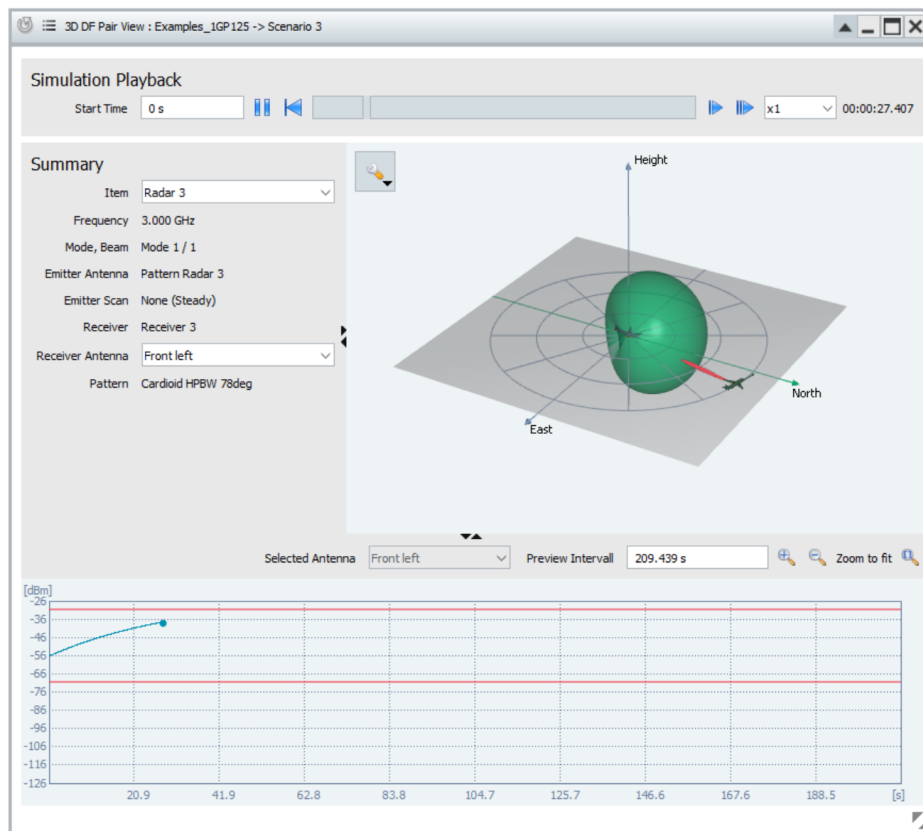 3D DF Pair View : Examples_1GP125 -> Scenario 3
Simulation Playback
Start Time 0 s x1 00:00:27.407
Summary
Item Radar 3
Frequency 3.000 GHz
Mode, Beam Mode 1 / 1
Emitter Antenna Pattern Radar 3
Emitter Scan None (Steady)
Receiver Receiver 3
Receiver Antenna Front left
Pattern Cardioid HPBW 78deg
Height
North
East
Selected Antenna Front left Preview Intervall 209.439 s Zoom to fit
[dBm]
-26
-36
-46
-56
-66
-76
-86
-96
-106
-116
-126
20.9 41.9 62.8 83.8 104.7 125.7 146.6 167.6 188.5 [s]